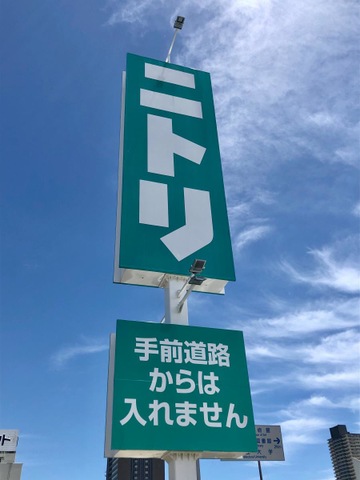 ニトリ
手前道路
からは
入れません